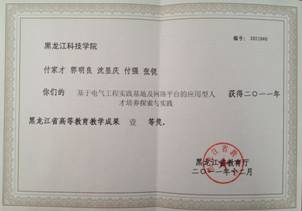 编号：2011040
黑龙江科技学院
付家才 郭明良 沈显庆 付强 张锐
你们的 基于电气工程实践基地及网络平台的应用型人才培养探索与实践 获得二〇一一年
黑龙江省高等教育教学成果 壹 等奖。
黑龙江省教育厅
二〇一一年十二月